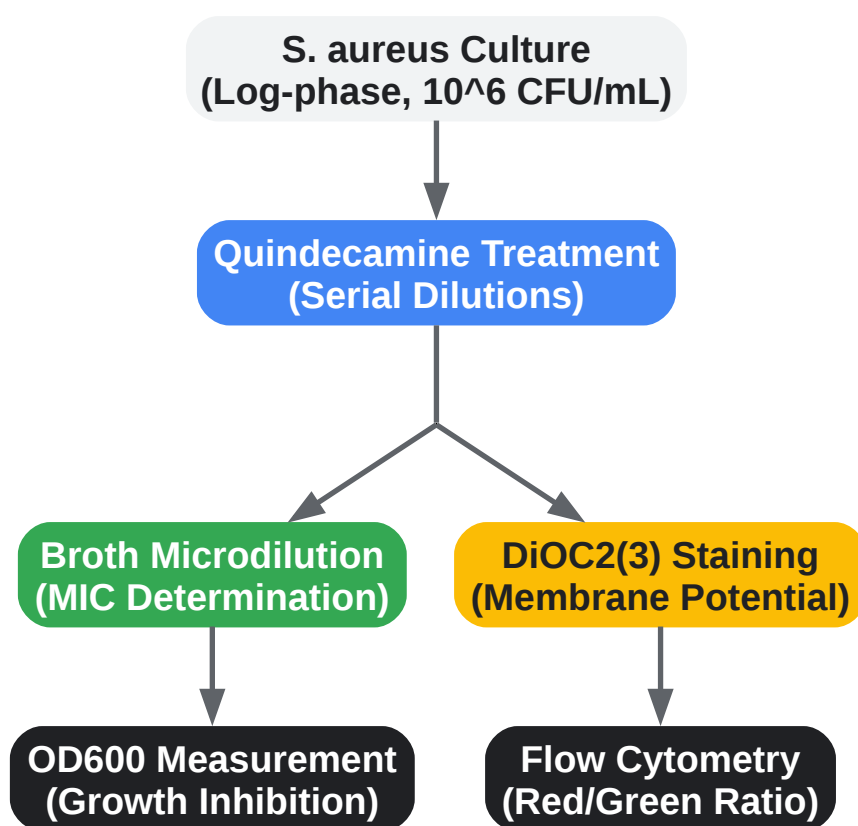 S. aureus Culture
(Log-phase, 10^6 CFU/mL)
Quindecamine Treatment
(Serial Dilutions)
Broth Microdilution
(MIC Determination)
DiOC2(3) Staining
(Membrane Potential)
OD600 Measurement
(Growth Inhibition)
Flow Cytometry
(Red/Green Ratio)